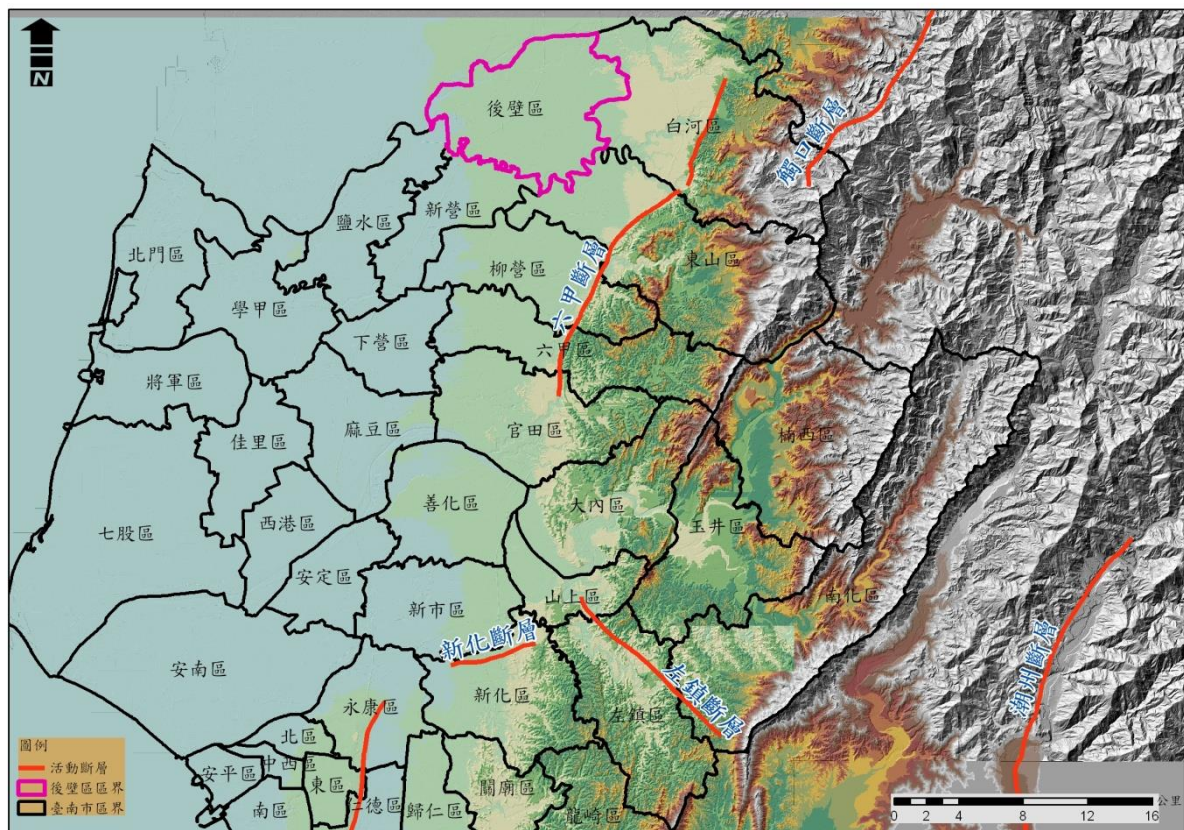 N
後壁區
白河區
觸口斷層
鹽水區
新營區
北門區
柳營區
東山區
學甲區
六甲斷層
下營區
六甲區
將軍區
佳里區
麻豆區
官田區
楠西區
善化區
大內區
七股區
西港區
玉井區
安定區
新市區
山上區
南化區
新化斷層
安南區
左鎮斷層
潮州斷層
新化區
永康區
左鎮區
北區
中西區
安平區
東區
關廟區
南區
仁德區
歸仁區
龍崎區
圖例
活動斷層
後壁區區界
臺南市區界
0 2 4 8 12 16
公里